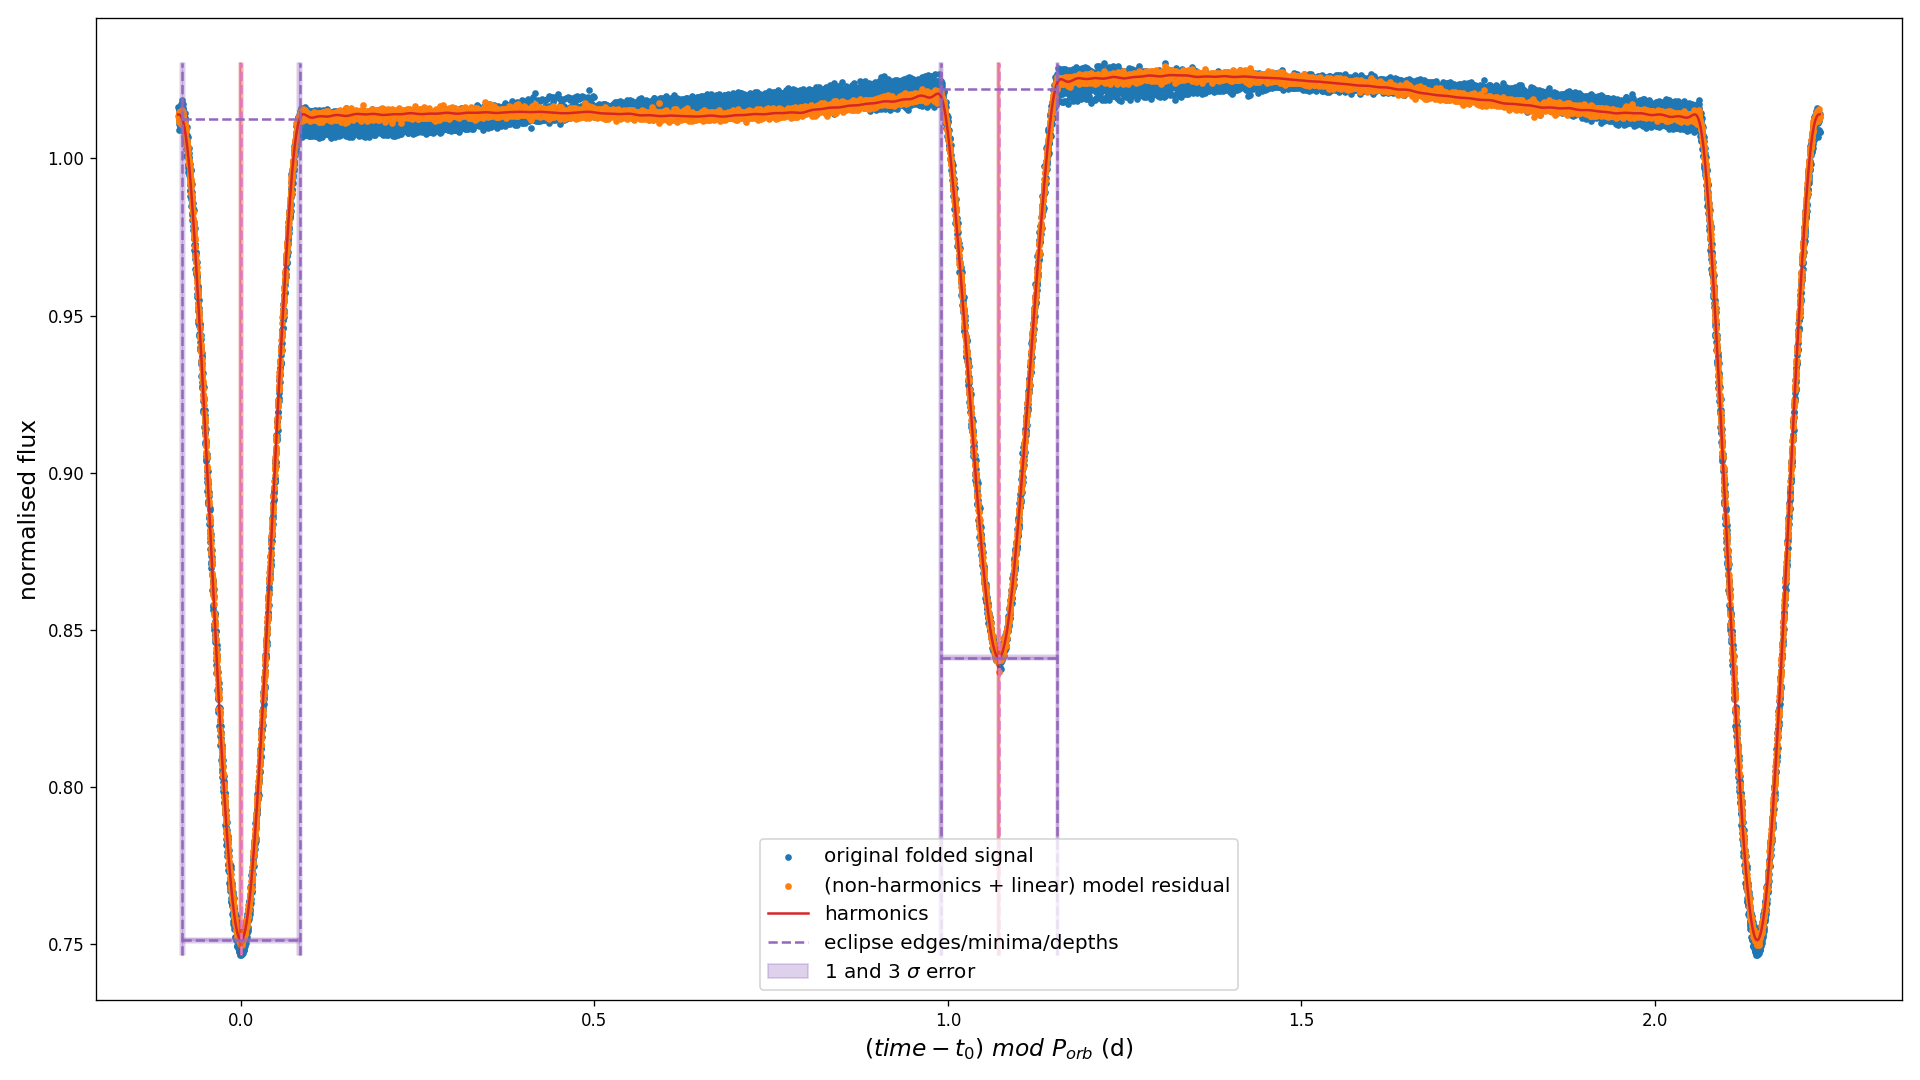 normalised flux
1.00
0.95
0.90
0.85
0.80
0.75
original folded signal
(non-harmonics + linear) model residual
harmonics
eclipse edges/minima/depths
1 and 3 σ error
0.0 0.5 1.0 1.5 2.0
(time − t₀) mod P_orb (d)